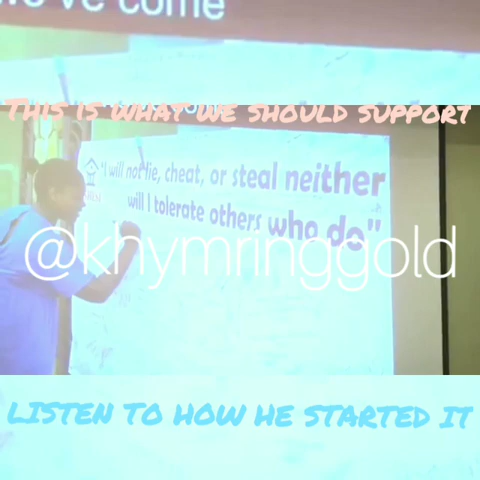 've come
This is what we should support
"I will not lie, cheat, or steal neither
will I tolerate others who do"
@khymringgold
LISTEN TO HOW HE STARTED IT